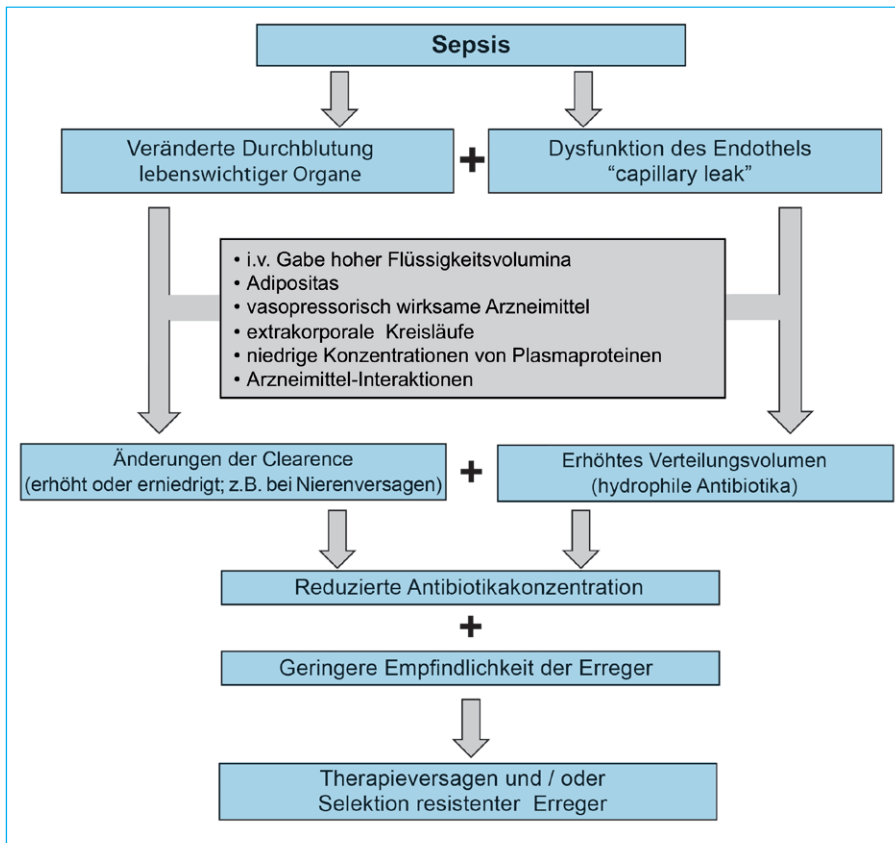 Sepsis
Veränderte Durchblutung
lebenswichtiger Organe
+
Dysfunktion des Endothels
“capillary leak”
• i.v. Gabe hoher Flüssigkeitsvolumina
• Adipositas
• vasopressorisch wirksame Arzneimittel
• extrakorporale Kreisläufe
• niedrige Konzentrationen von Plasmaproteinen
• Arzneimittel-Interaktionen
Änderungen der Clearence
(erhöht oder erniedrigt; z.B. bei Nierenversagen)
+
Erhöhtes Verteilungsvolumen
(hydrophile Antibiotika)
Reduzierte Antibiotikakonzentration
+
Geringere Empfindlichkeit der Erreger
Therapieversagen und / oder
Selektion resistenter Erreger